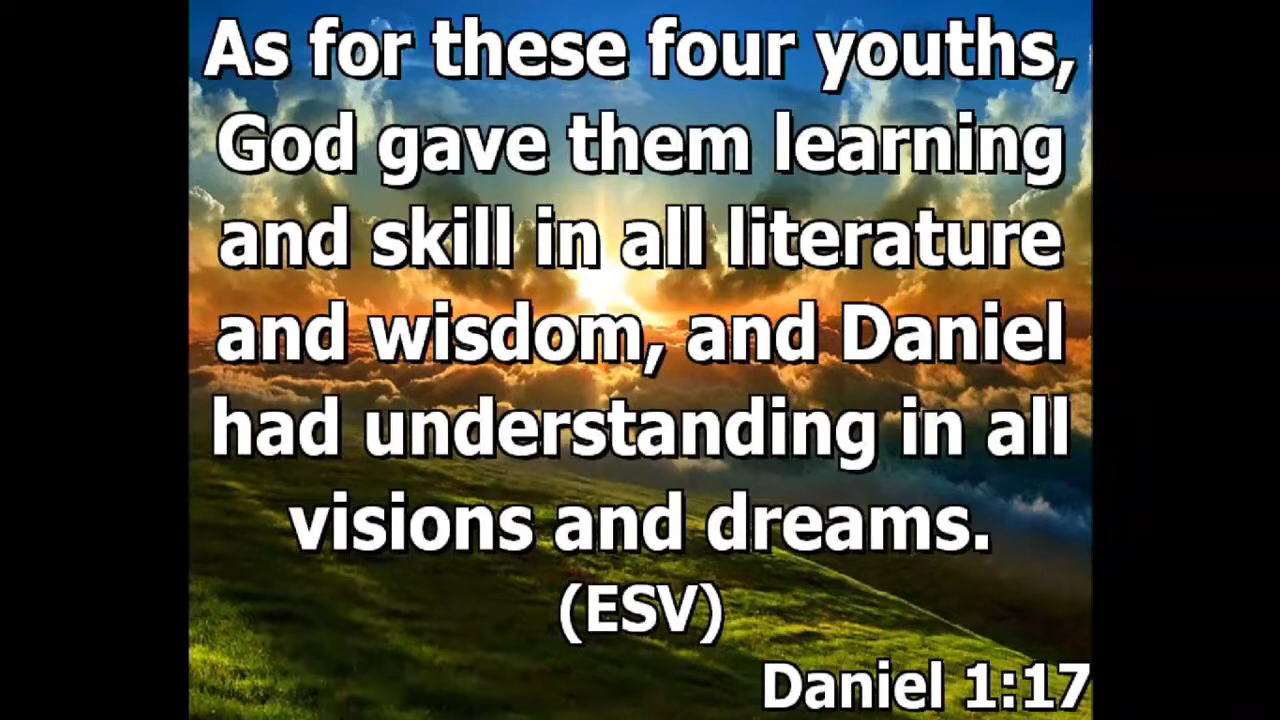 As for these four youths,
God gave them learning
and skill in all literature
and wisdom, and Daniel
had understanding in all
visions and dreams.
(ESV)
Daniel 1:17